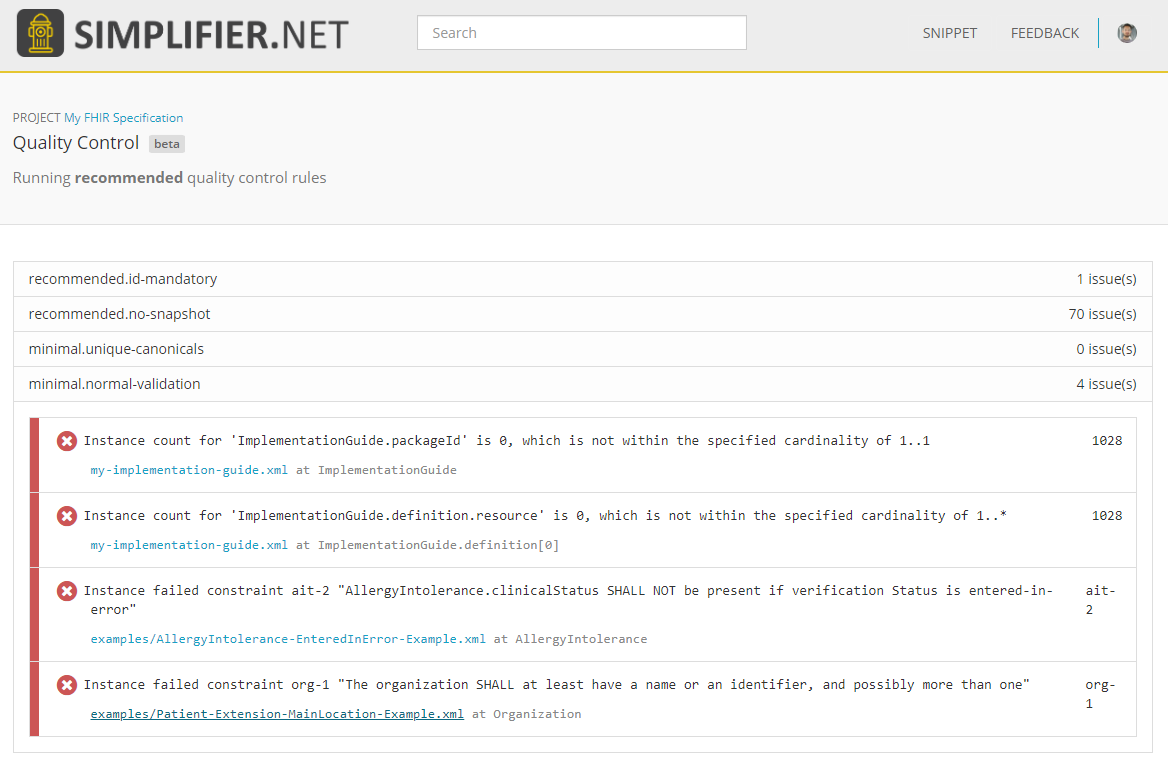 SIMPLIFIER.NET
Search
SNIPPET
FEEDBACK
PROJECT My FHIR Specification
Quality Control beta
Running recommended quality control rules
recommended.id-mandatory 1 issue(s)
recommended.no-snapshot 70 issue(s)
minimal.unique-canonicals 0 issue(s)
minimal.normal-validation 4 issue(s)
Instance count for 'ImplementationGuide.packageId' is 0, which is not within the specified cardinality of 1..1 1028
my-implementation-guide.xml at ImplementationGuide
Instance count for 'ImplementationGuide.definition.resource' is 0, which is not within the specified cardinality of 1..* 1028
my-implementation-guide.xml at ImplementationGuide.definition[0]
Instance failed constraint ait-2 "AllergyIntolerance.clinicalStatus SHALL NOT be present if verification Status is entered-in- ait-
error" 2
examples/AllergyIntolerance-EnteredInError-Example.xml at AllergyIntolerance
Instance failed constraint org-1 "The organization SHALL at least have a name or an identifier, and possibly more than one" org-
1
examples/Patient-Extension-MainLocation-Example.xml at Organization